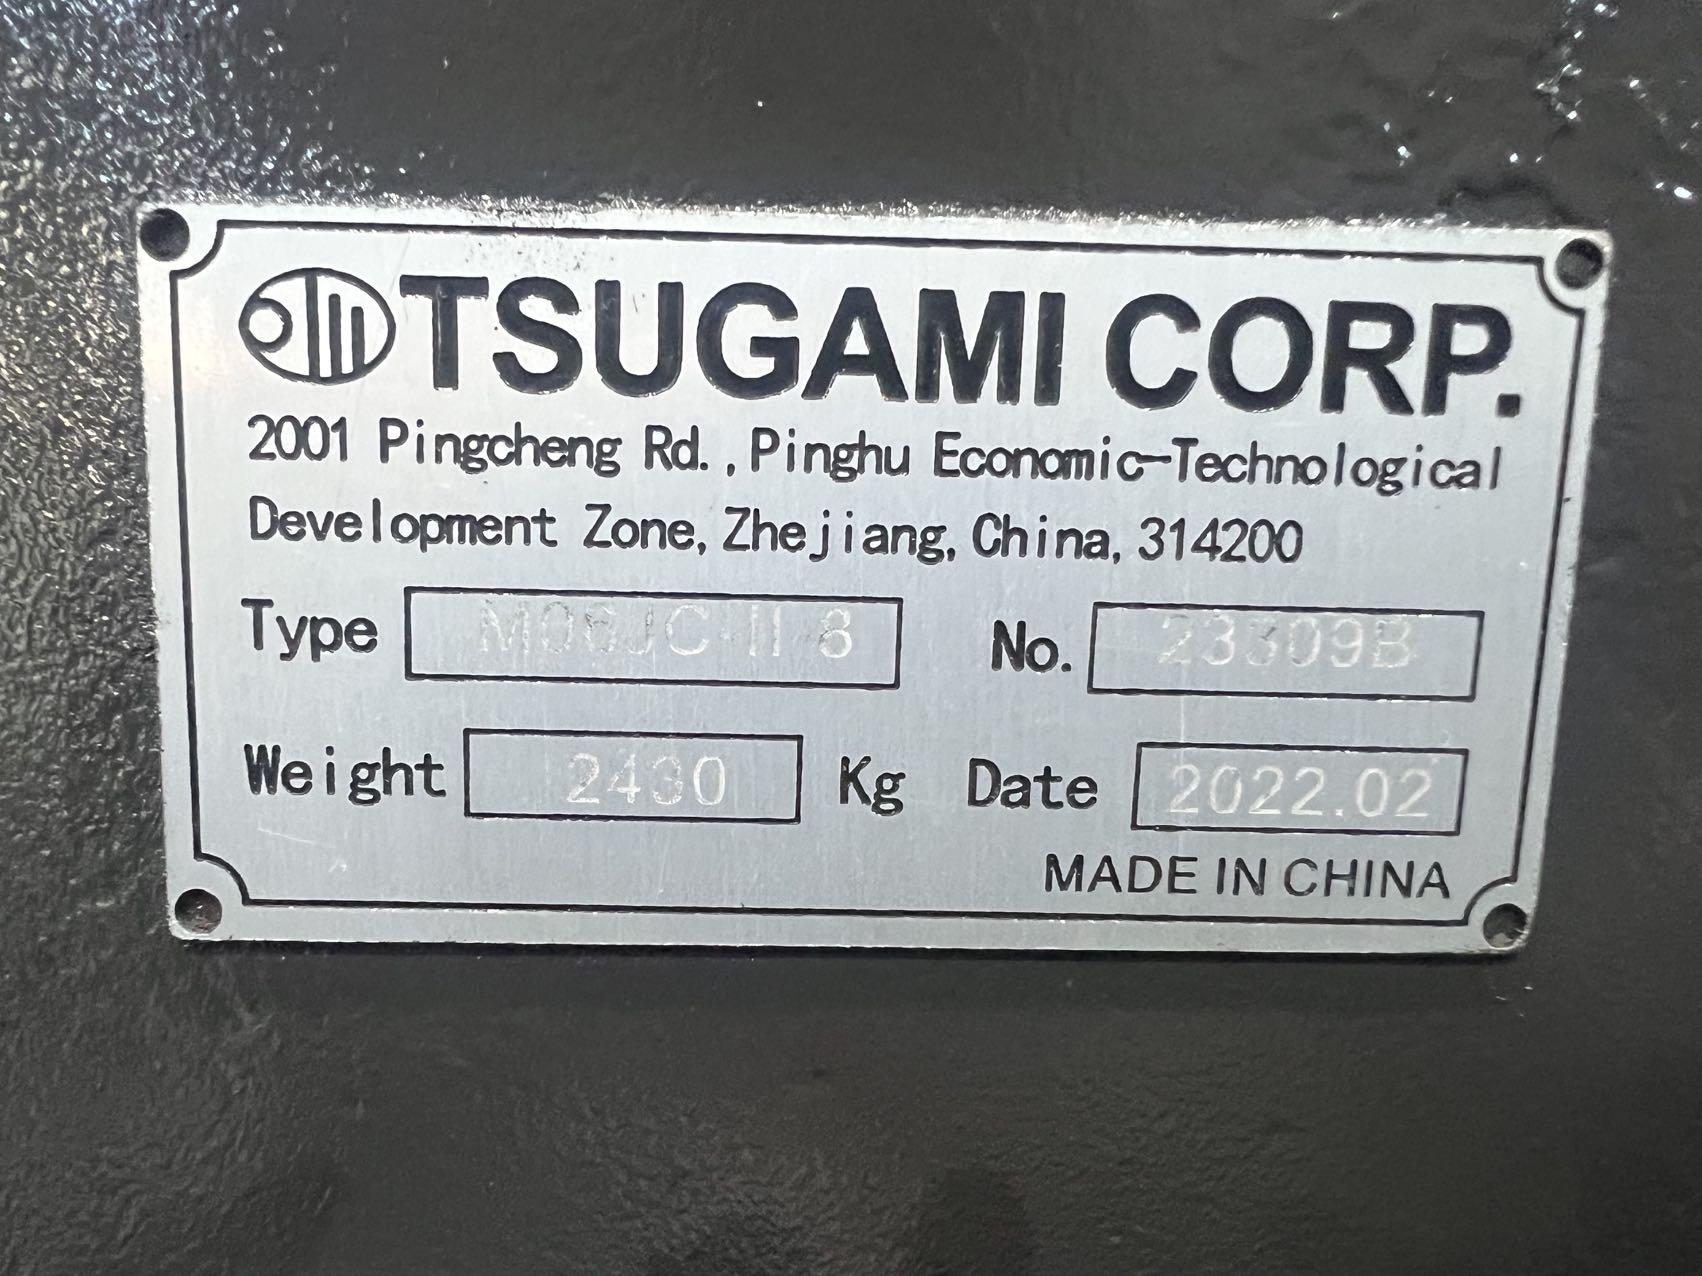 TSUGAMI CORP.
2001 Pingcheng Rd., Pinghu Economic-Technological
Development Zone, Zhejiang, China, 314200
Type M06JC-II-8 No. 23309B
Weight 2430 Kg Date 2022.02
MADE IN CHINA